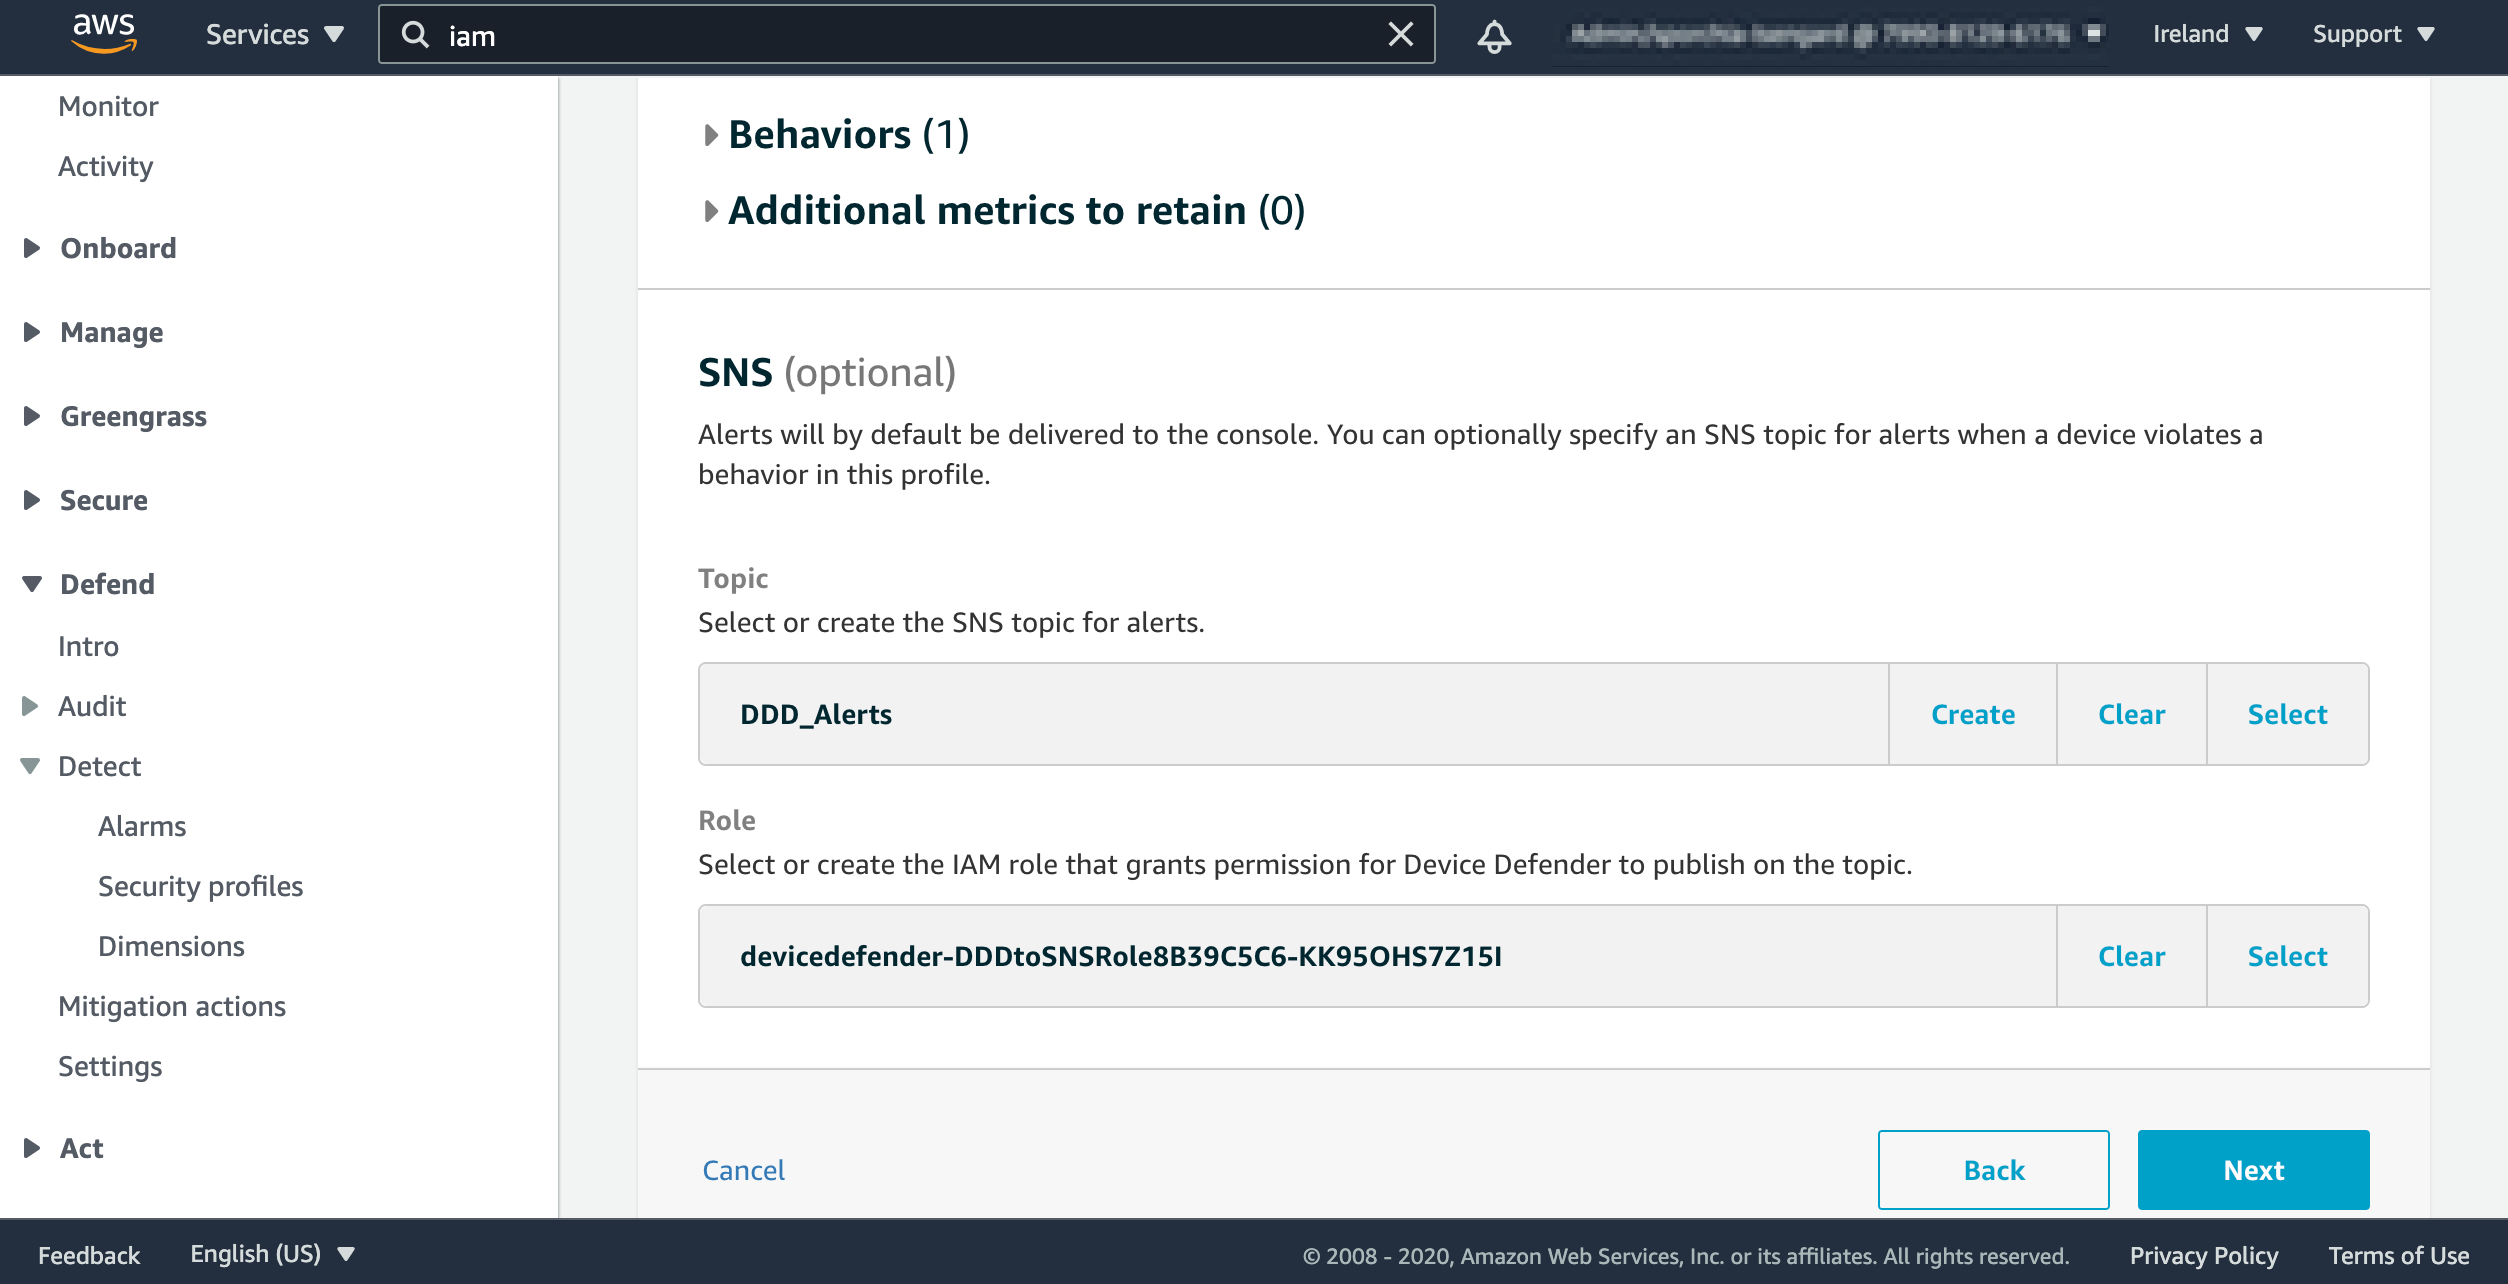 aws
Services
iam
Ireland
Support
Monitor
Activity
Onboard
Manage
Greengrass
Secure
Defend
Intro
Audit
Detect
Alarms
Security profiles
Dimensions
Mitigation actions
Settings
Act
Behaviors (1)
Additional metrics to retain (0)
SNS (optional)
Alerts will by default be delivered to the console. You can optionally specify an SNS topic for alerts when a device violates a
behavior in this profile.
Topic
Select or create the SNS topic for alerts.
DDD_Alerts Create Clear Select
Role
Select or create the IAM role that grants permission for Device Defender to publish on the topic.
devicedefender-DDDtoSNSRole8B39C5C6-KK95OHS7Z15I Clear Select
Cancel Back Next
Feedback English (US) © 2008 - 2020, Amazon Web Services, Inc. or its affiliates. All rights reserved. Privacy Policy Terms of Use